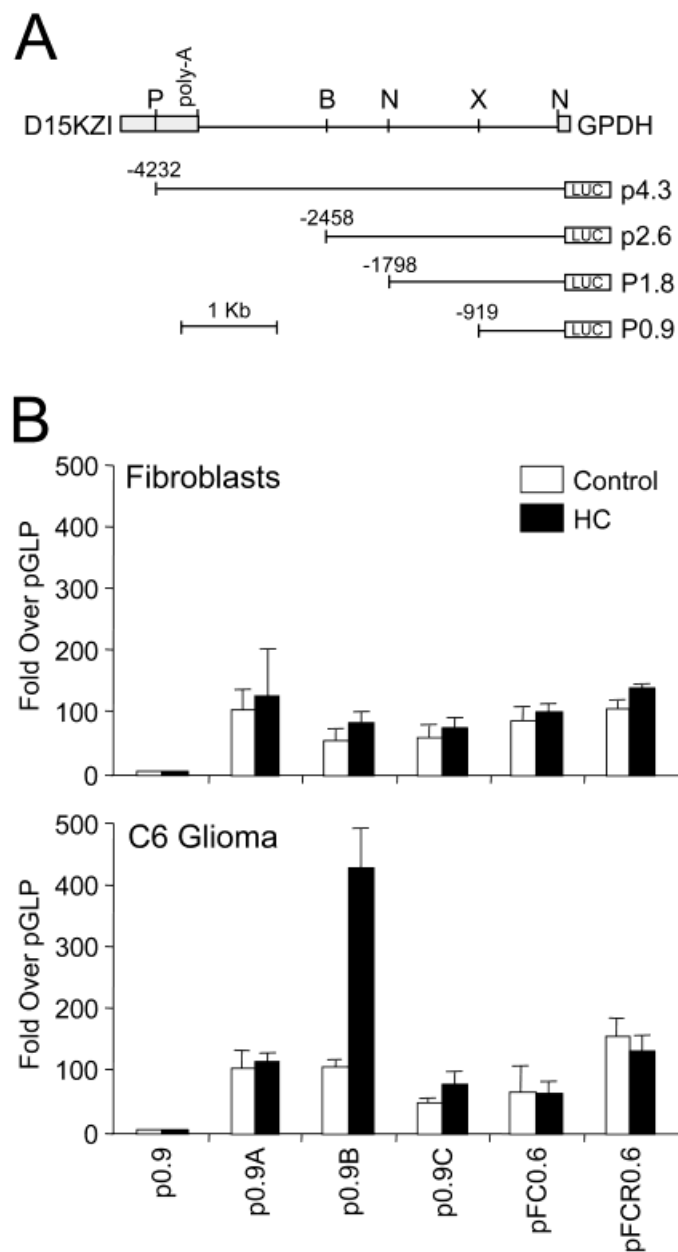 A
poly-A
P B N X N
D15KZI GPDH
-4232
LUC p4.3
-2458
LUC p2.6
-1798
LUC P1.8
1 Kb
-919
LUC P0.9
B
500
400
300
200
100
0
Fold Over pGLP
Fibroblasts
Control
HC
500
400
300
200
100
0
Fold Over pGLP
C6 Glioma
p0.9
p0.9A
p0.9B
p0.9C
pFC0.6
pFCR0.6